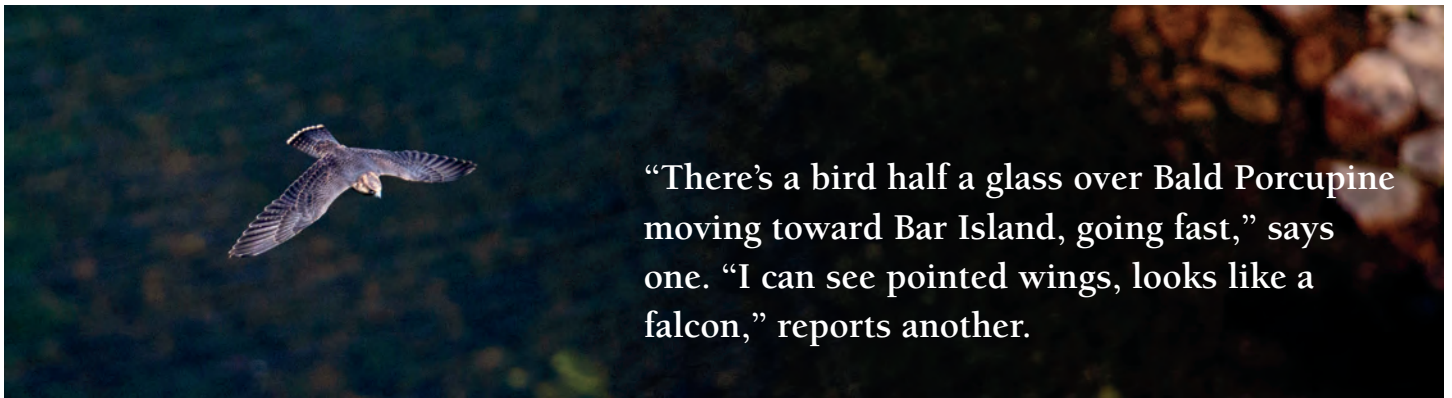 “There’s a bird half a glass over Bald Porcupine
moving toward Bar Island, going fast,” says
one. “I can see pointed wings, looks like a
falcon,” reports another.